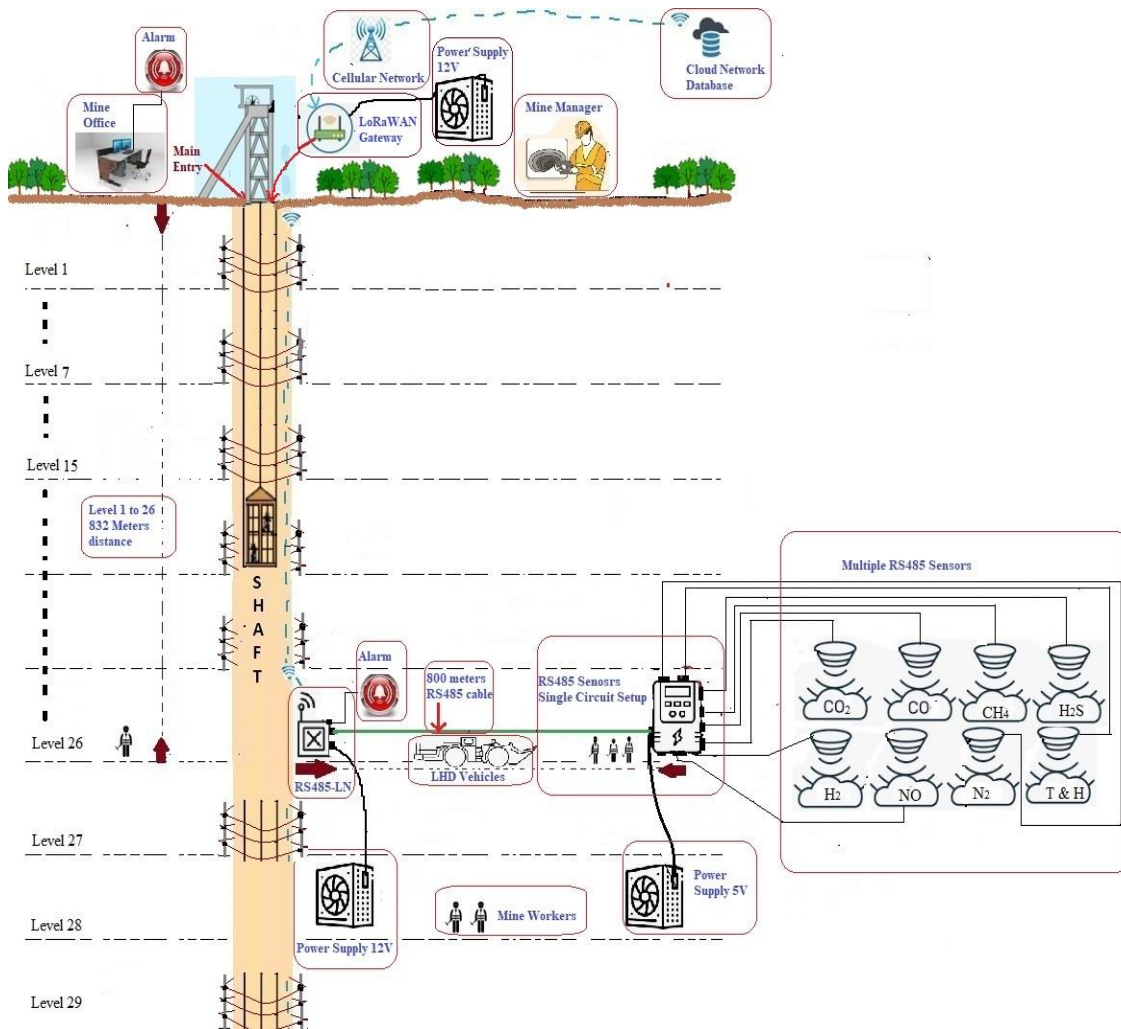 Alarm
Mine
Office
Main
Entry
Cellular Network
LoRaWAN
Gateway
Power Supply
12V
Mine Manager
Cloud Network
Database
Level 1
Level 7
Level 15
Level 1 to 26
832 Meters
distance
S
H
A
F
T
Alarm
800 meters
RS485 cable
RS485 Senosrs
Single Circuit Setup
Multiple RS485 Sensors
CO₂
CO
CH₄
H₂S
H₂
NO
N₂
T & H
Level 26
RS485-LN
LHD Vehicles
Level 27
Level 28
Power Supply 12V
Mine Workers
Power
Supply 5V
Level 29